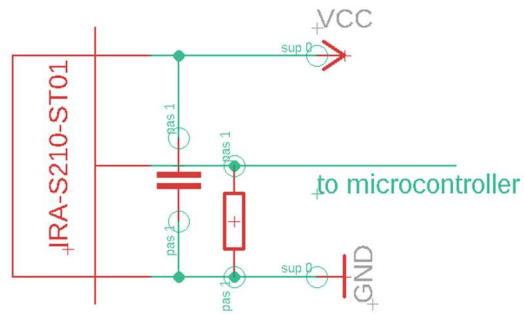 VCC
sup 0
IRA-S210-ST01
pas 1
pas 1
to microcontroller
pas 1
sup 0
GND
pas 1